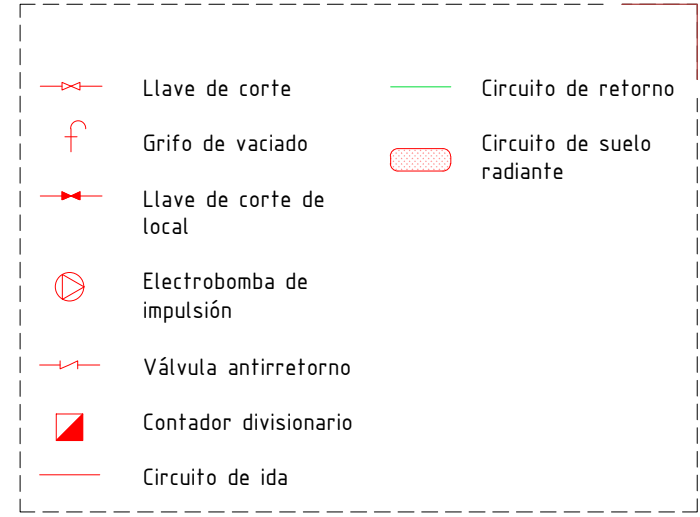 Llave de corte
Grifo de vaciado
Llave de corte de
local
Electrobomba de
impulsión
Válvula antirretorno
Contador divisionario
Circuito de ida
Circuito de retorno
Circuito de suelo
radiante